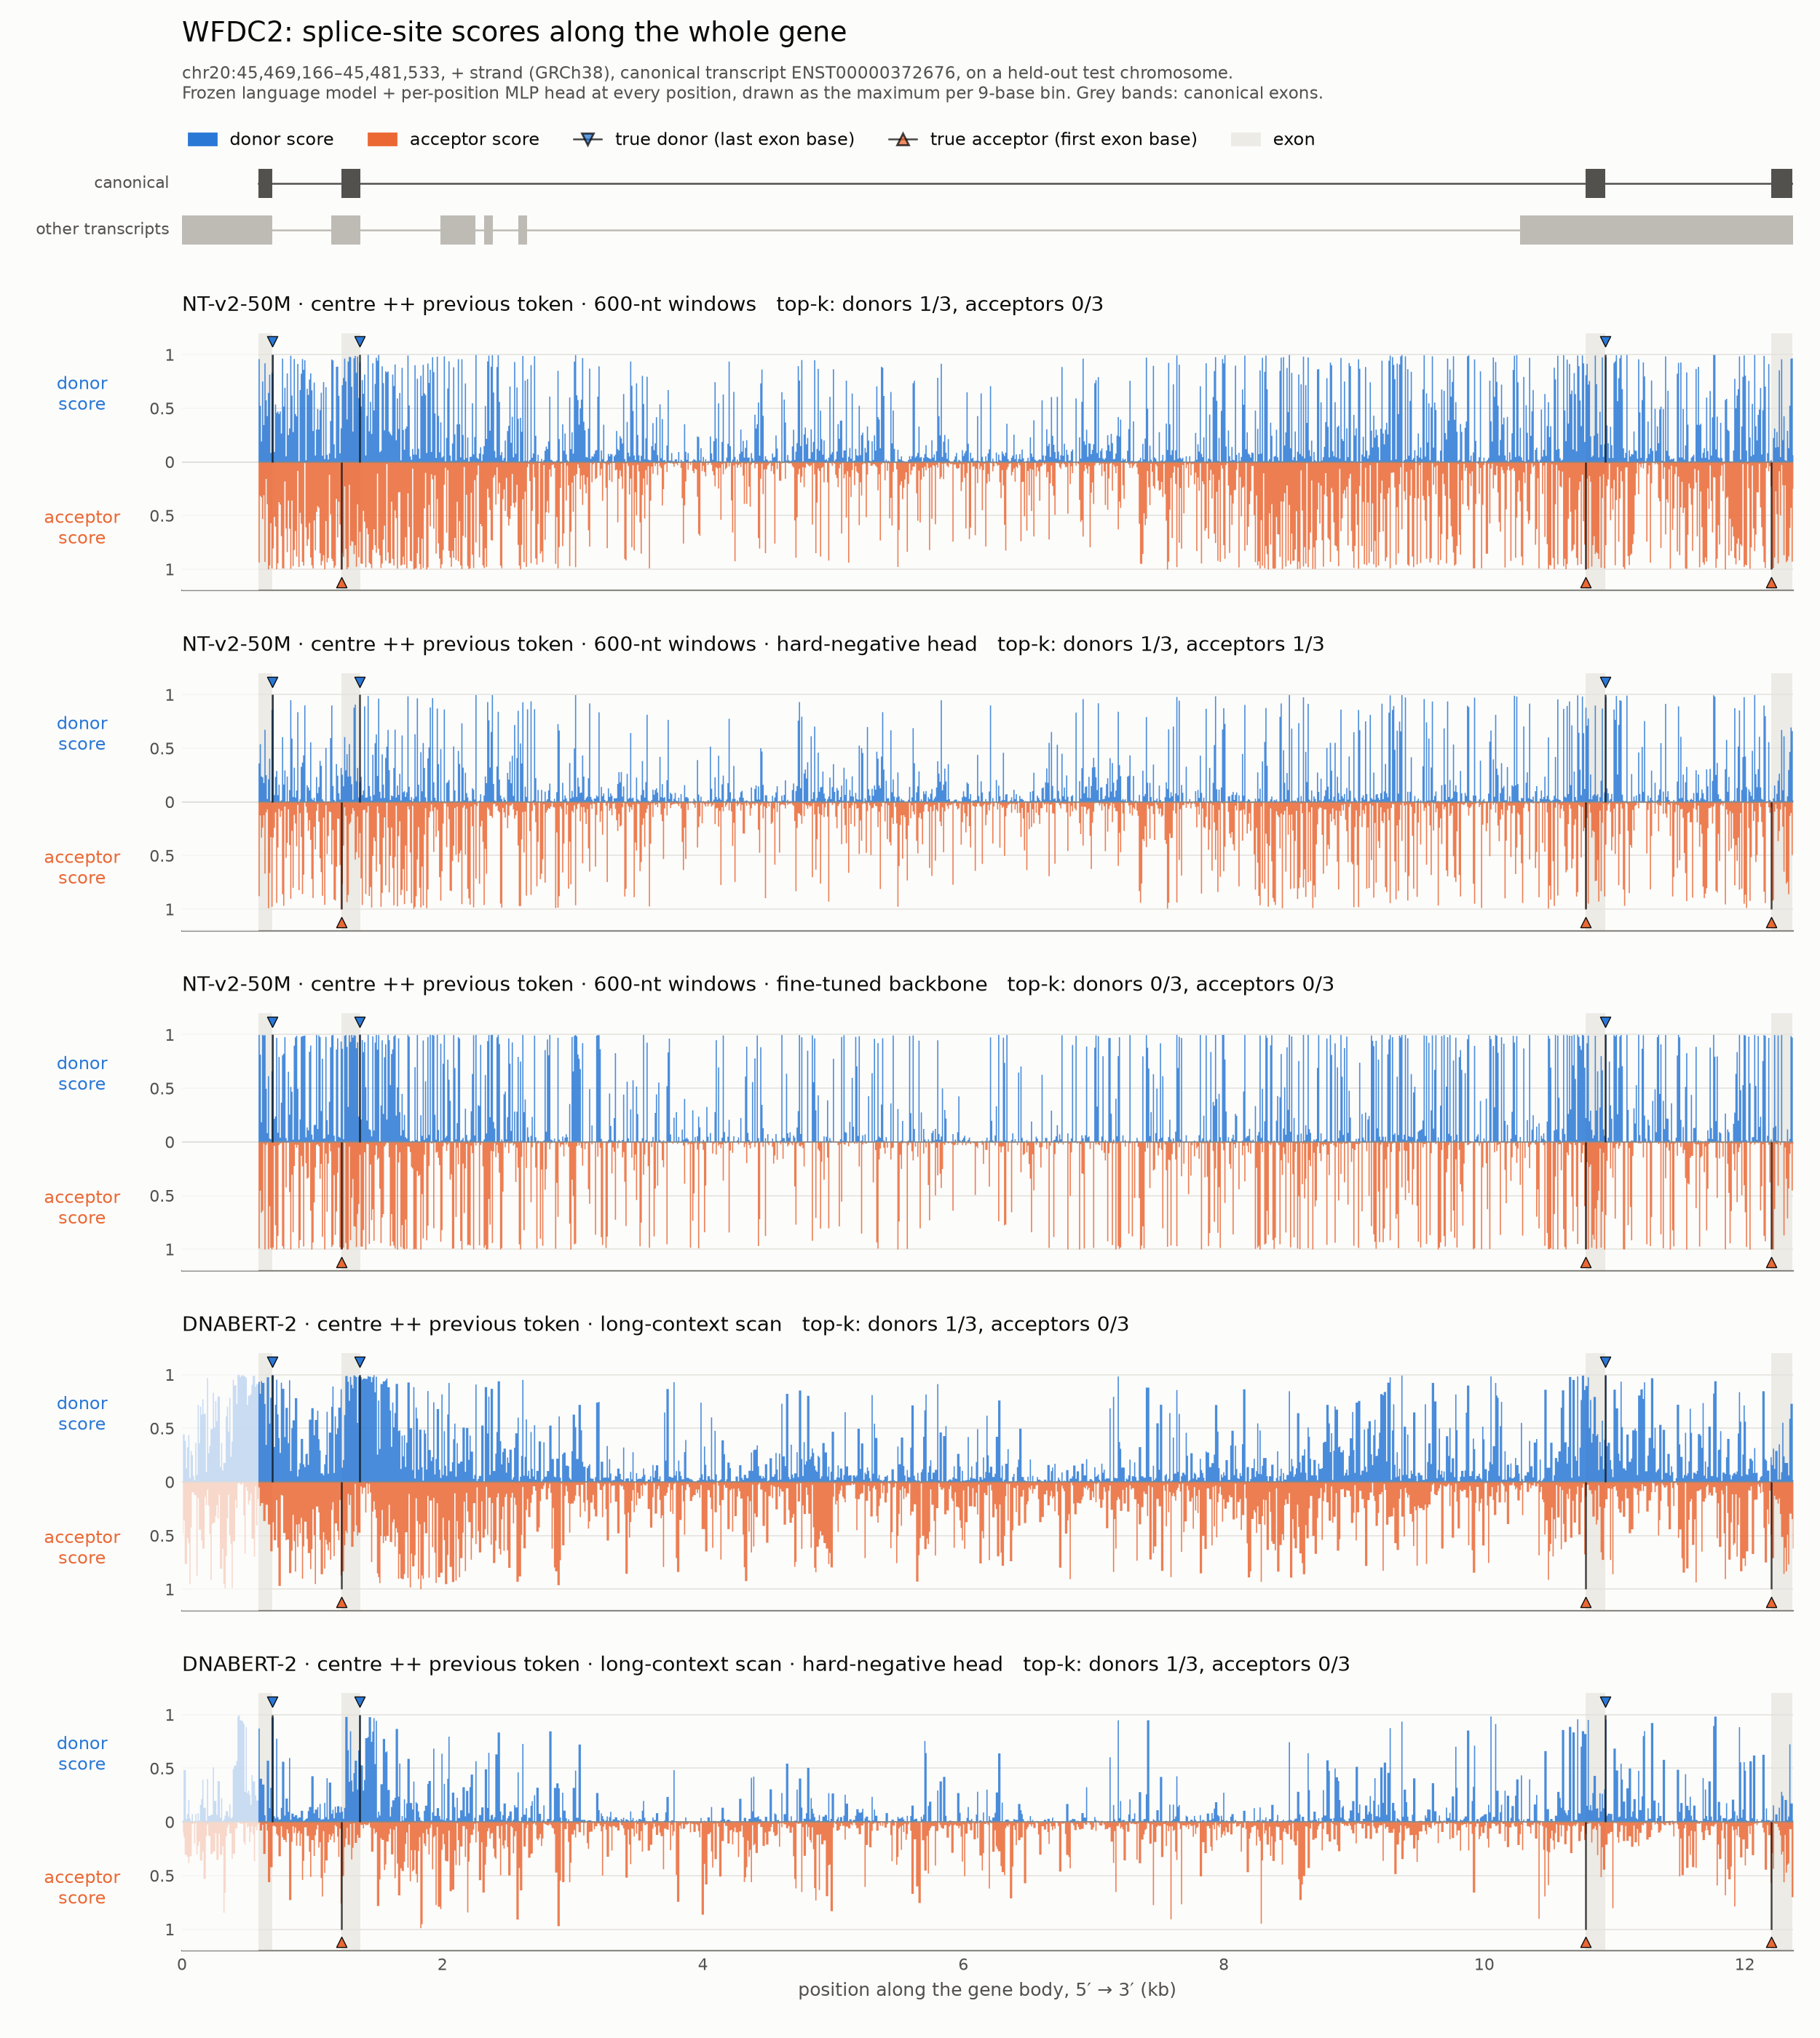 WFDC2: splice-site scores along the whole gene
chr20:45,469,166–45,481,533, + strand (GRCh38), canonical transcript ENST00000372676, on a held-out test chromosome.
Frozen language model + per-position MLP head at every position, drawn as the maximum per 9-base bin. Grey bands: canonical exons.
donor score acceptor score true donor (last exon base) true acceptor (first exon base) exon
canonical
other transcripts
NT-v2-50M · centre ++ previous token · 600-nt windows top-k: donors 1/3, acceptors 0/3
1
donor
score
0.5
0
acceptor
score
0.5
1
NT-v2-50M · centre ++ previous token · 600-nt windows · hard-negative head top-k: donors 1/3, acceptors 1/3
1
donor
score
0.5
0
acceptor
score
0.5
1
NT-v2-50M · centre ++ previous token · 600-nt windows · fine-tuned backbone top-k: donors 0/3, acceptors 0/3
1
donor
score
0.5
0
acceptor
score
0.5
1
DNABERT-2 · centre ++ previous token · long-context scan top-k: donors 1/3, acceptors 0/3
1
donor
score
0.5
0
acceptor
score
0.5
1
DNABERT-2 · centre ++ previous token · long-context scan · hard-negative head top-k: donors 1/3, acceptors 0/3
1
donor
score
0.5
0
acceptor
score
0.5
1
0 2 4 6 8 10 12
position along the gene body, 5′ → 3′ (kb)